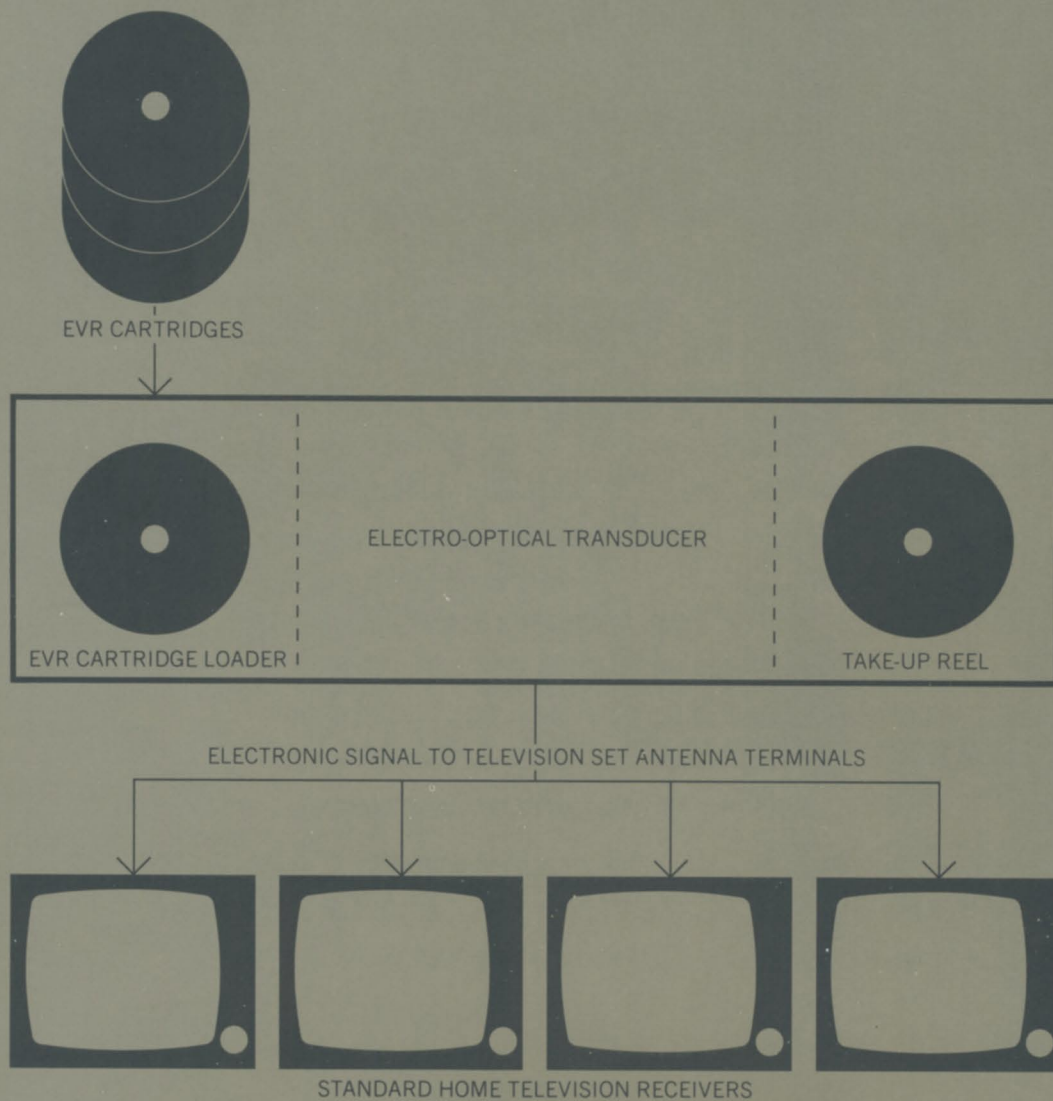 EVR CARTRIDGES
ELECTRO-OPTICAL TRANSDUCER
EVR CARTRIDGE LOADER
TAKE-UP REEL
ELECTRONIC SIGNAL TO TELEVISION SET ANTENNA TERMINALS
STANDARD HOME TELEVISION RECEIVERS